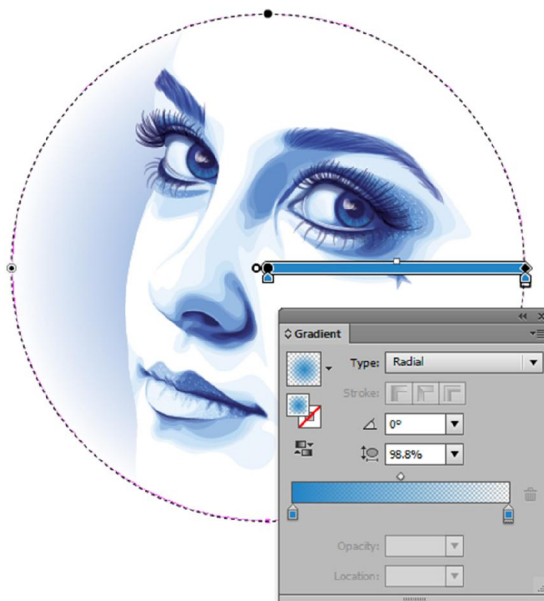 Gradient
Type: Radial
Stroke:
0°
98.8%
Opacity:
Location: